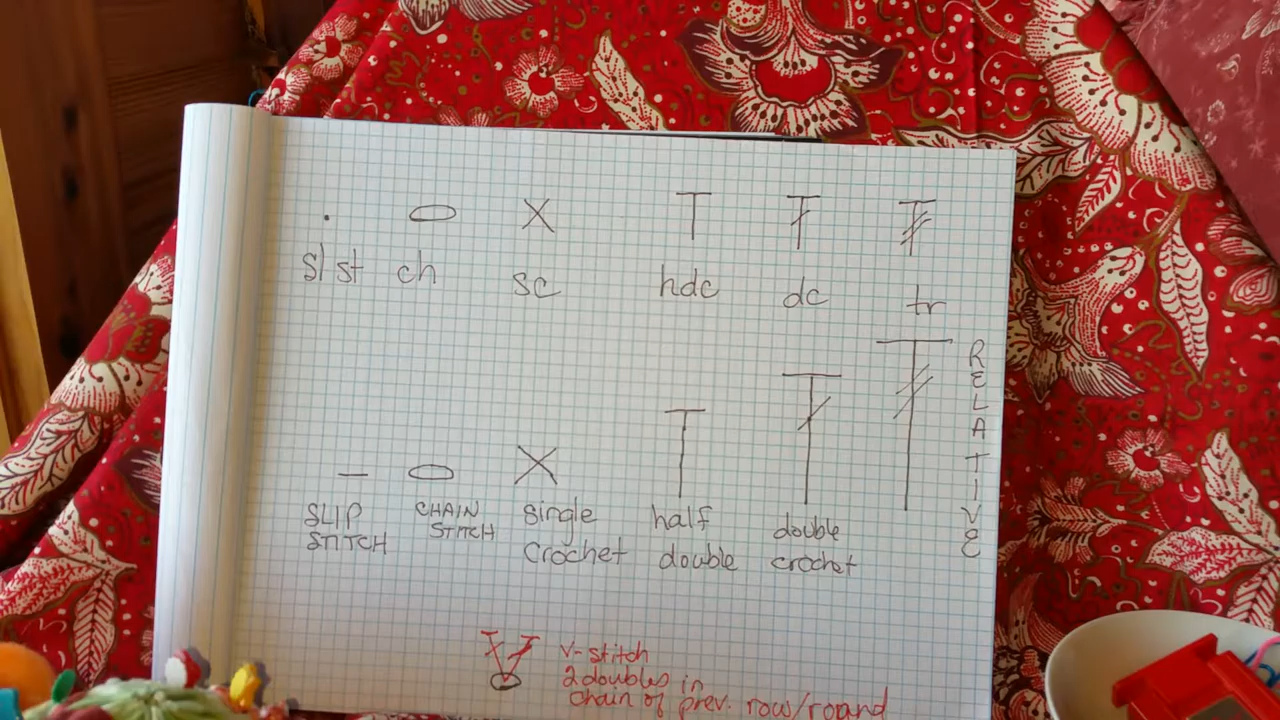 sl st ch sc hdc dc tr
RELATIVE
SLIP STITCH
CHAIN STITCH
single crochet
half double
double crochet
v-stitch
2 doubles in
chain of prev. row/round